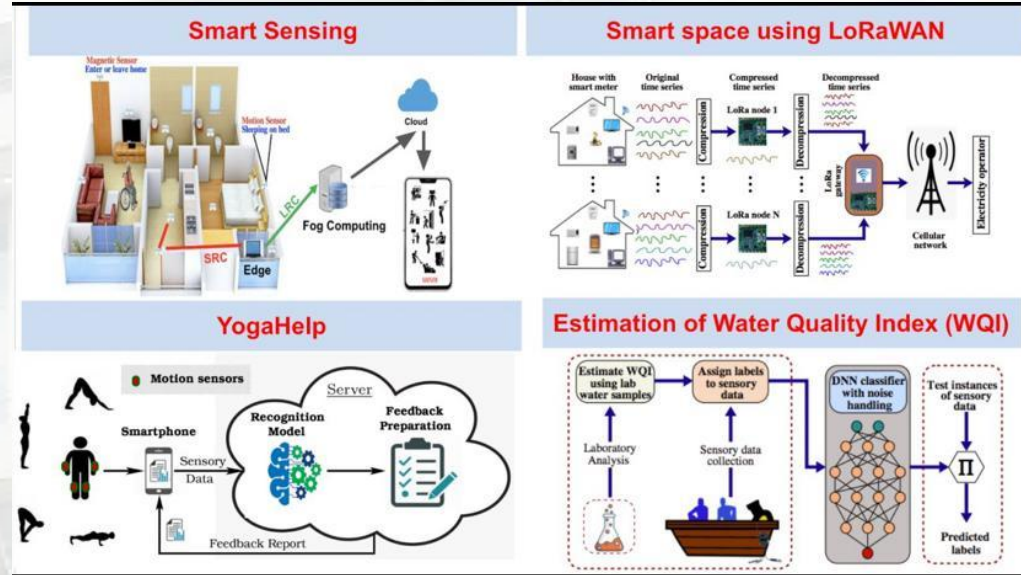 Smart Sensing
Magnetic Sensor
Enter or leave home
Motion Sensor
Sleeping on bed
Cloud
LRC
Fog Computing
SRC
Edge
Smart space using LoRaWAN
House with
smart meter
Original
time series
Compressed
time series
Decompressed
time series
Compression
LoRa node 1
Decompression
LoRa
gateway
Compression
LoRa node N
Decompression
Cellular
network
Electricity operator
YogaHelp
Motion sensors
Smartphone
Sensory
Data
Server
Recognition
Model
Feedback
Preparation
Feedback Report
Estimation of Water Quality Index (WQI)
Estimate WQI
using lab
water samples
Assign labels
to sensory
data
Laboratory
Analysis
Sensory data
collection
DNN classifier
with noise
handling
Test instances
of sensory
data
Π
Predicted
labels